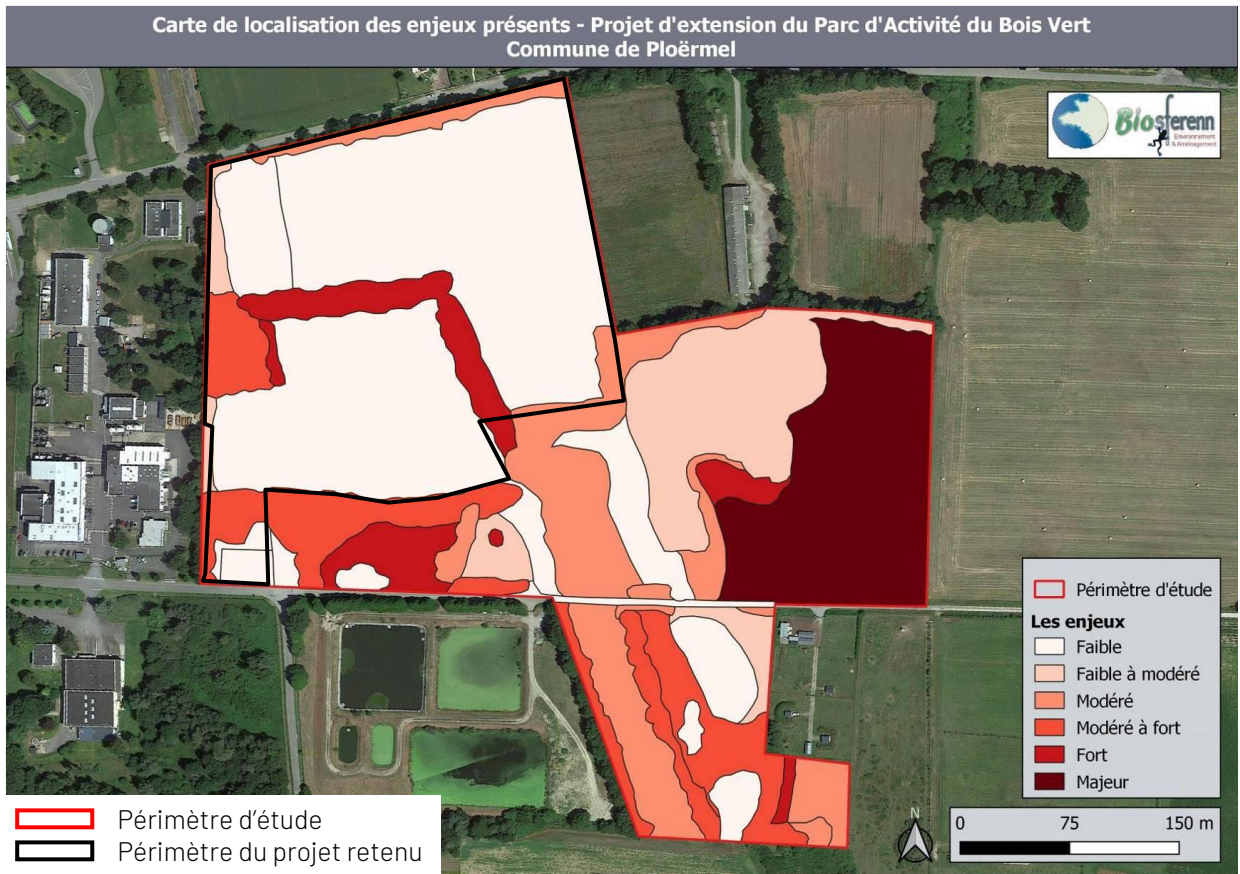 Carte de localisation des enjeux présents - Projet d'extension du Parc d'Activité du Bois Vert
Commune de Ploërmel
Biosferenn
Environnement
& Aménagement
Périmètre d'étude
Les enjeux
Faible
Faible à modéré
Modéré
Modéré à fort
Fort
Majeur
N
0 75 150 m
Périmètre d'étude
Périmètre du projet retenu